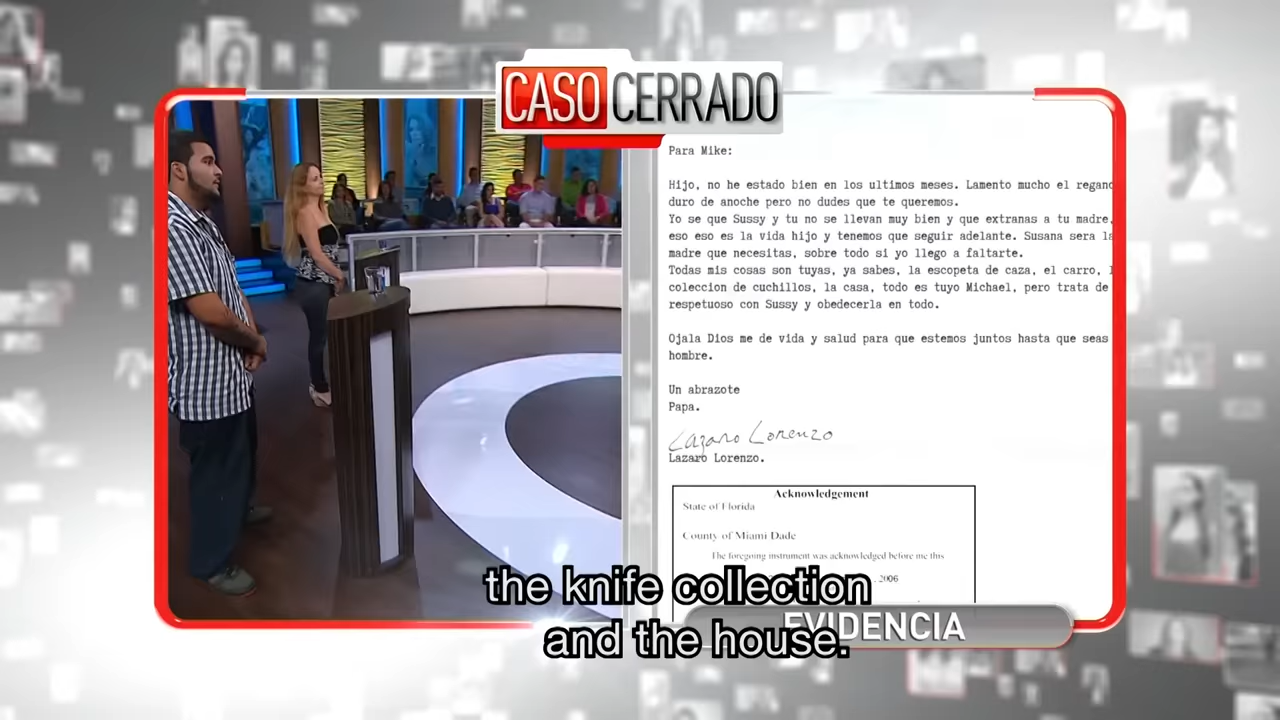 CASO CERRADO
Para Mike:
Hijo, no he estado bien en los ultimos meses. Lamento mucho el regano
duro de anoche pero no dudes que te queremos.
Yo se que Sussy y tu no se llevan muy bien y que extranas a tu madre.
eso eso es la vida hijo y tenemos que seguir adelante. Susana sera la
madre que necesitas, sobre todo si yo llego a faltarte.
Todas mis cosas son tuyas, ya sabes, la escopeta de caza, el carro,
coleccion de cuchillos, la casa, todo es tuyo Michael, pero trata de
respetuoso con Sussy y obedecerla en todo.
Ojala Dios me de vida y salud para que estemos juntos hasta que seas
hombre.
Un abrazote
Papa.
Lazaro Lorenzo
Lazaro Lorenzo.
Acknowledgement
State of Florida
County of Miami Dade
The foregoing instrument was acknowledged before me this
2006
the knife collection
EVIDENCIA
and the house.